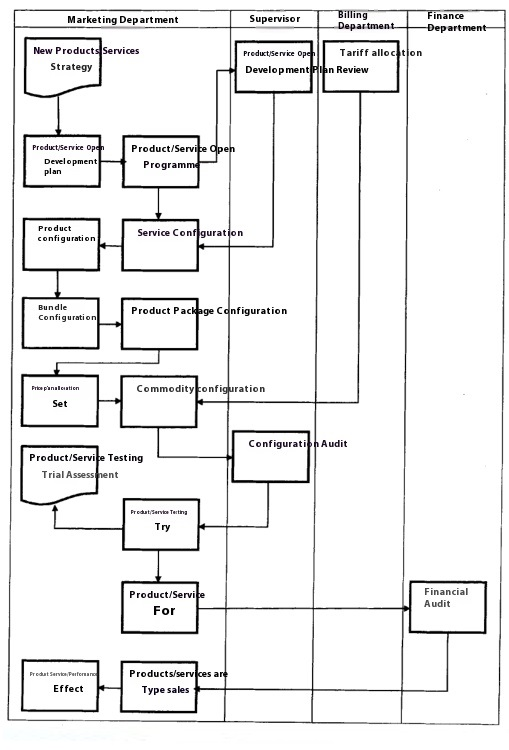 Marketing Department
Supervisor
Billing
Department
Finance
Department
New Products/Services
Strategy
Product/Service Open
Development Plan Review
Tariff allocation
Product/Service Open
Development
plan
Product/Service Open
Programme
Product
configuration
Service Configuration
Bundle
Configuration
Product Package Configuration
Set
Commodity configuration
Product/Service Testing
Trial Assessment
Configuration Audit
Product/Service Testing
Try
Product/Service
For
Financial
Audit
Product Service/Performance
Effect
Products/services are
Type sales